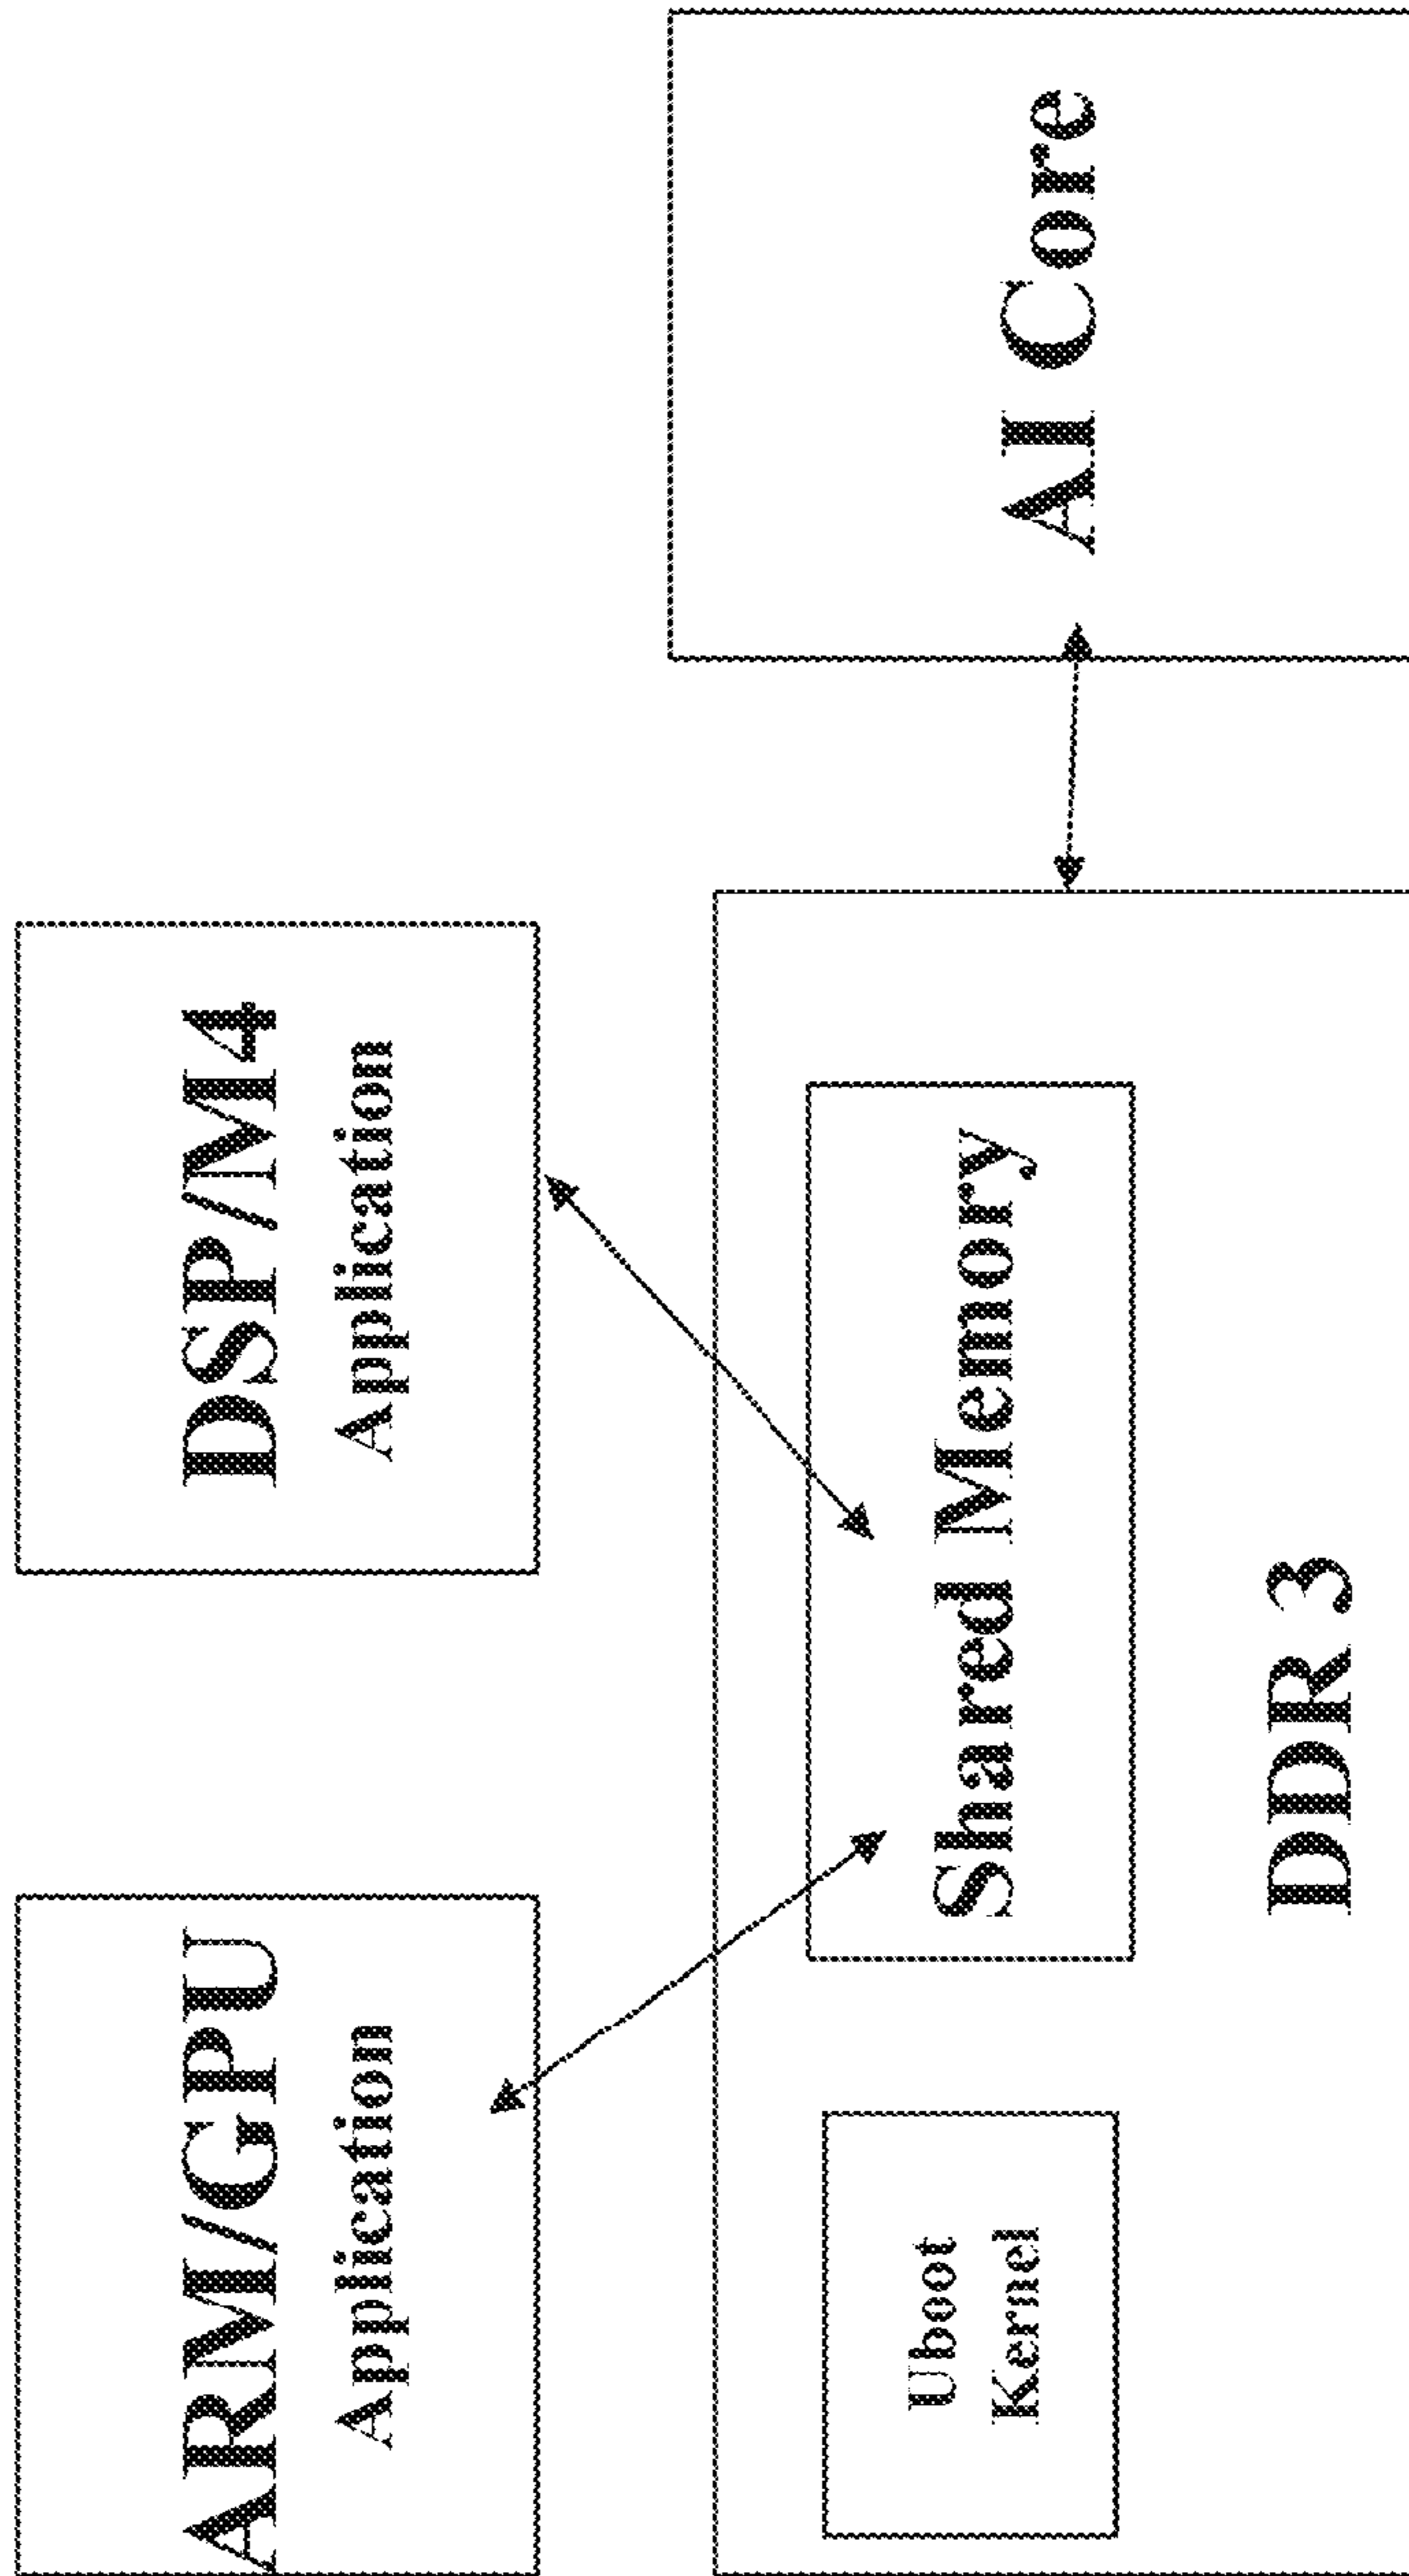 ARM/GPU
Application
DSP/M4
Application
Uboot
Kernel
Shared Memory
DDR 3
AI Core